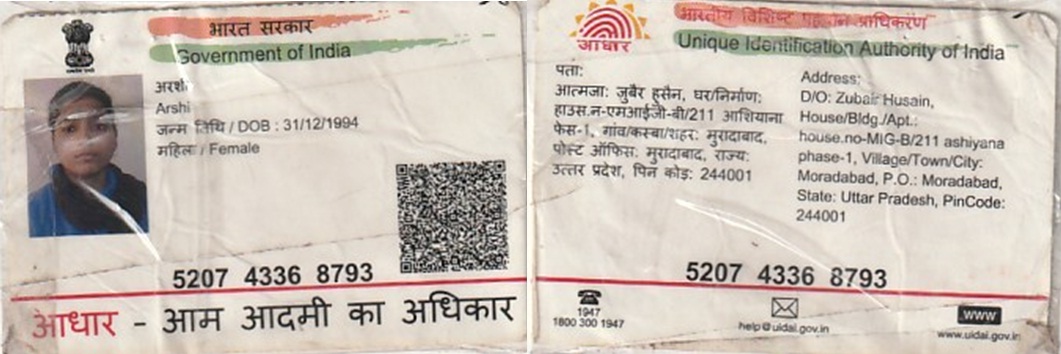 भारत सरकार
Government of India
अरशी
Arshi
जन्म तिथि / DOB : 31/12/1994
महिला / Female
5207 4336 8793
आधार - आम आदमी का अधिकार
भारतीय विशिष्ट पहचान प्राधिकरण
Unique Identification Authority of India
आधार
पता:
आत्मजा: जुबैर हुसैन, घर/निर्माण:
हाउस.न-एमआईजी-बी/211 आशियाना
फेस-1, गांव/कस्बा/शहर: मुरादाबाद,
पोस्ट ऑफिस: मुरादाबाद, राज्य:
उत्तर प्रदेश, पिन कोड: 244001
Address:
D/O: Zubair Husain,
House/Bldg./Apt.:
house.no-MIG-B/211 ashiyana
phase-1, Village/Town/City:
Moradabad, P.O.: Moradabad,
State: Uttar Pradesh, PinCode:
244001
5207 4336 8793
1947
1800 300 1947
help@uidai.gov.in
www
www.uidai.gov.in